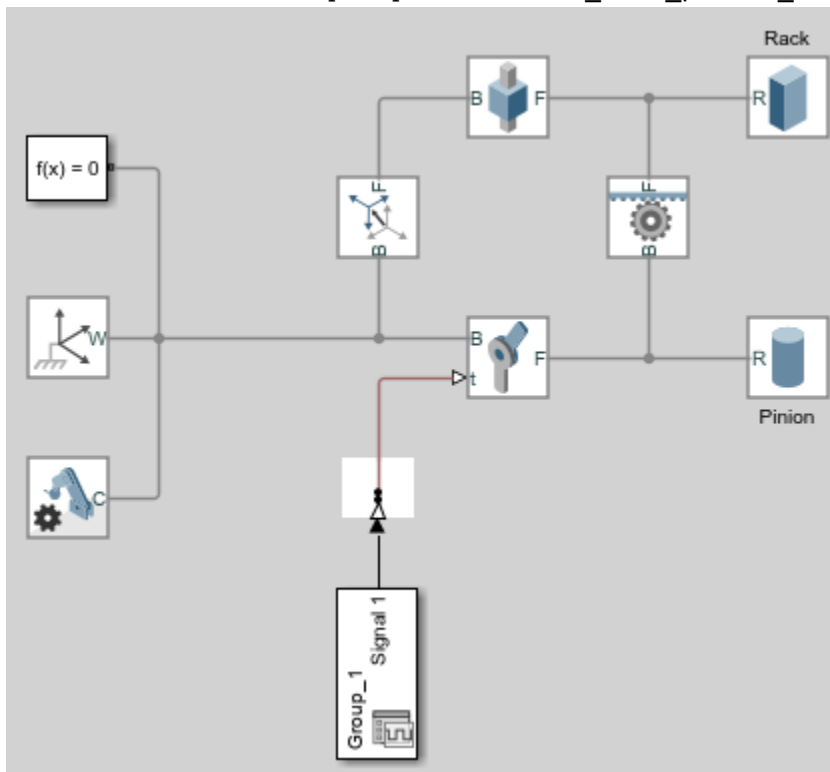 Rack
B F
R
f(x) = 0
F
B
F
B
W
B
t
F
R
Pinion
C
Signal 1
Group_1